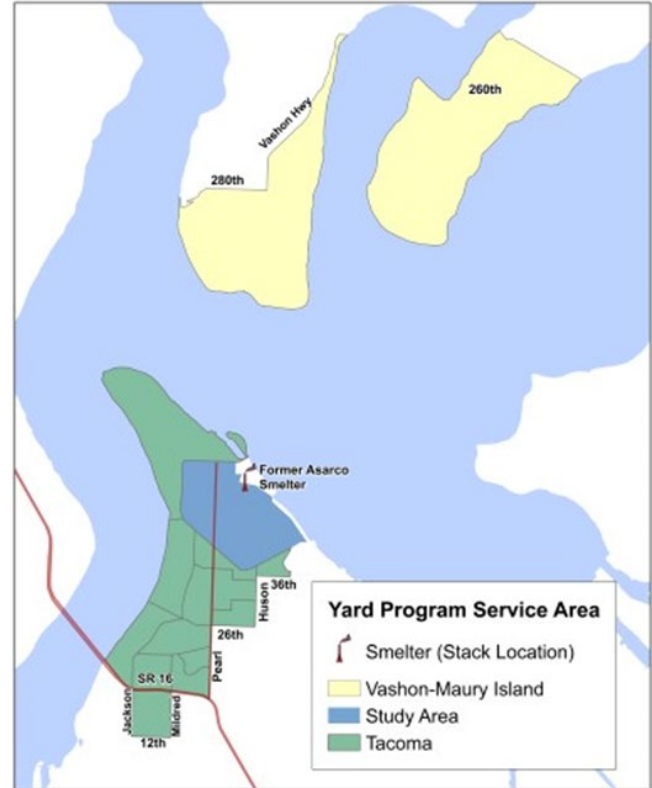 260th
Vashon Hwy
280th
Former Asarco
Smelter
36th
Huson
26th
Pearl
SR 16
Jackson
Mildred
12th
Yard Program Service Area
Smelter (Stack Location)
Vashon-Maury Island
Study Area
Tacoma